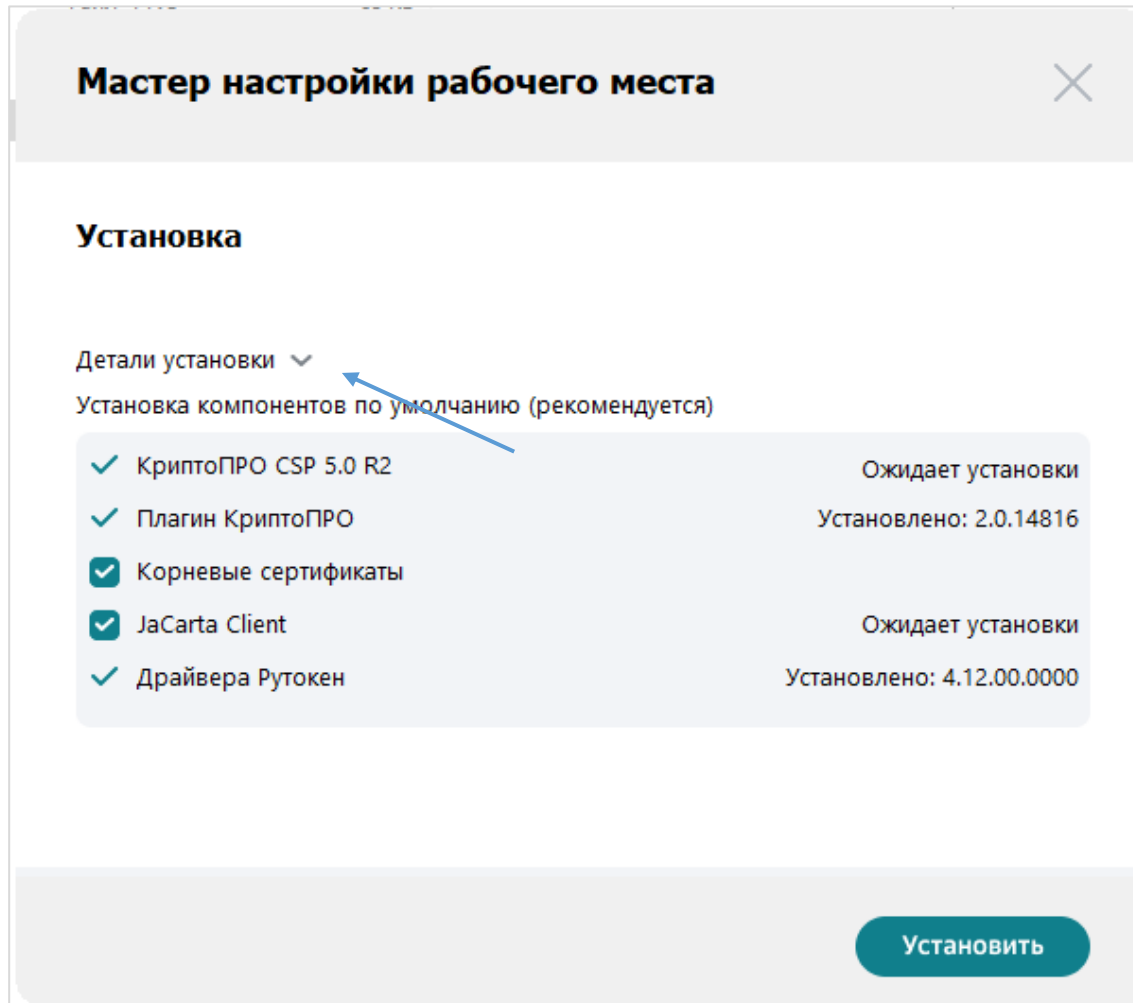 Мастер настройки рабочего места
Установка
Детали установки
Установка компонентов по умолчанию (рекомендуется)
КриптоПРО CSP 5.0 R2 Ожидает установки
Плагин КриптоПРО Установлено: 2.0.14816
Корневые сертификаты
JaCarta Client Ожидает установки
Драйвера Рутокен Установлено: 4.12.00.0000
Установить